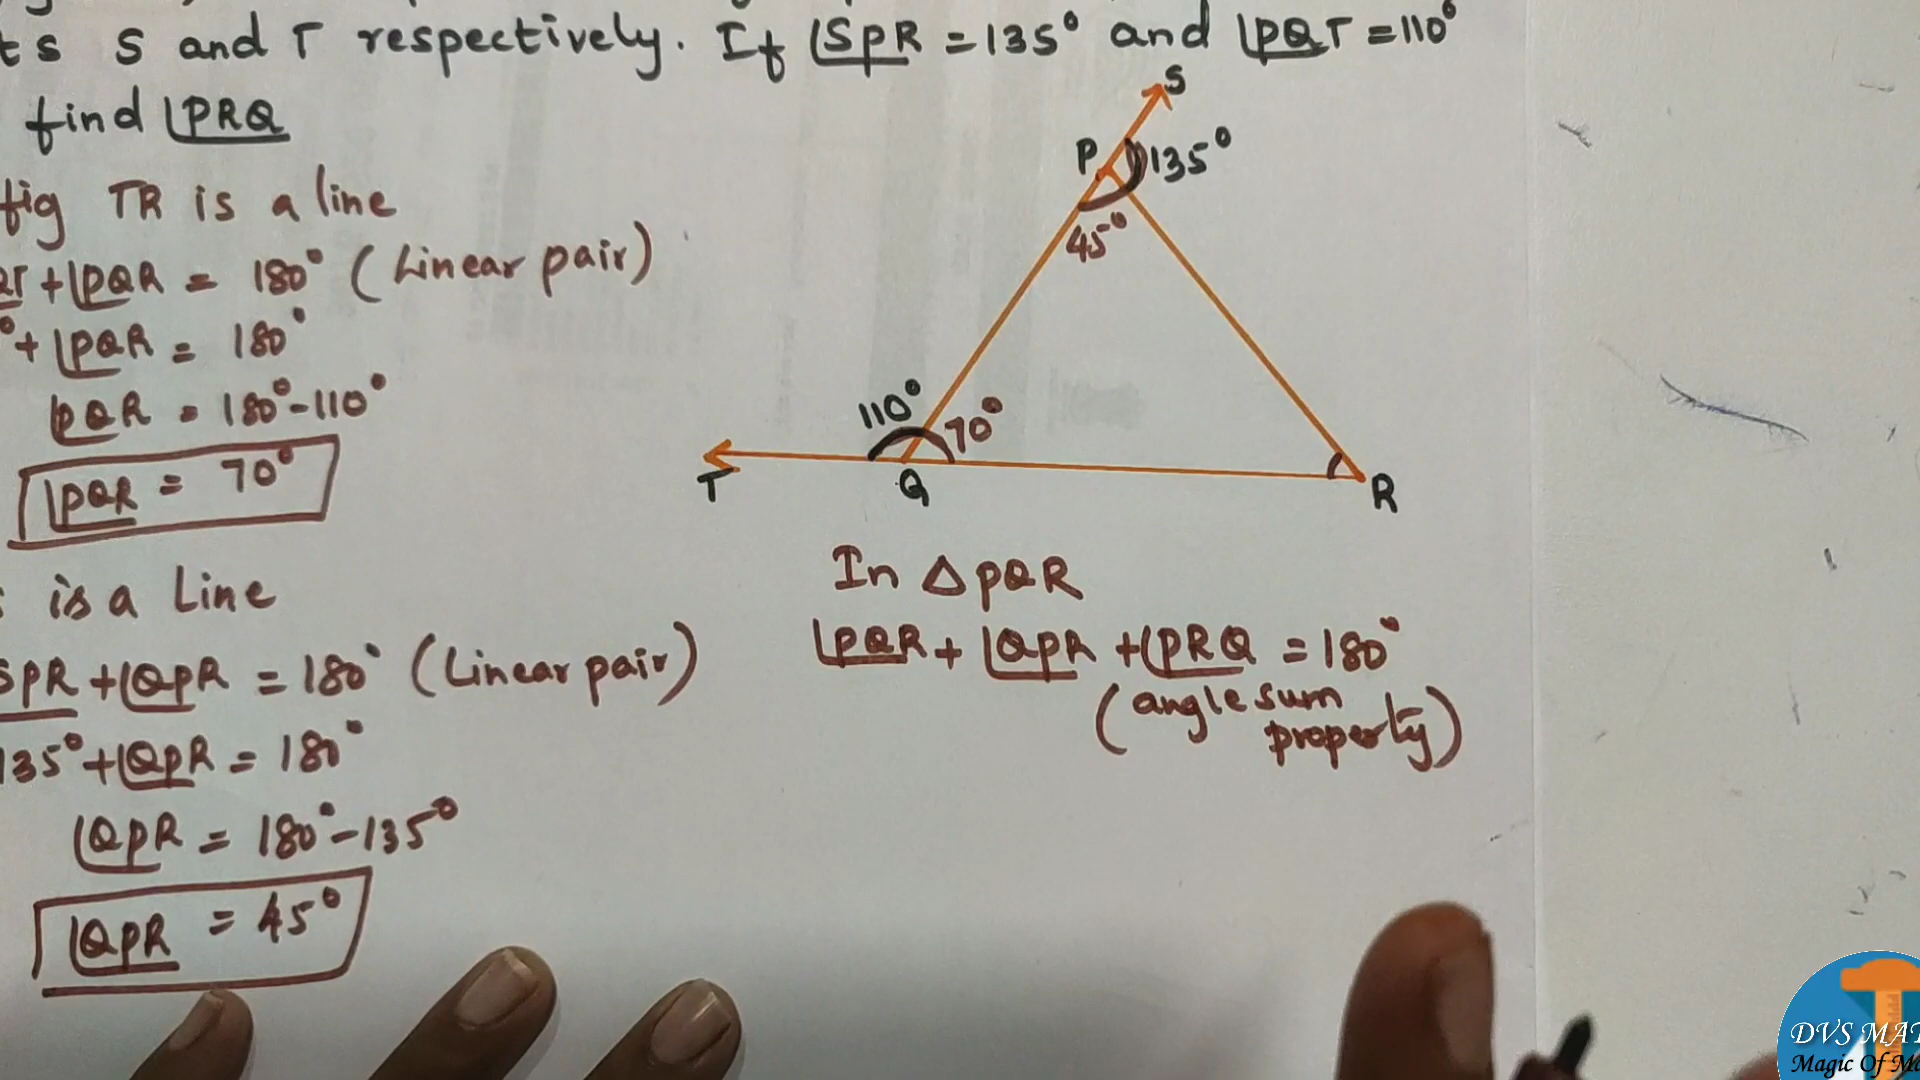 ts S and T respectively. If ∠SPR = 135° and ∠PQT = 110°
find ∠PRQ
fig TR is a line
QT + ∠PQR = 180° (Linear pair)
° + ∠PQR = 180°
∠PQR = 180° - 110°
∠PQR = 70°
is a Line
SPR + ∠QPR = 180° (Linear pair)
135° + ∠QPR = 180°
∠QPR = 180° - 135°
∠QPR = 45°
S
P 135°
45°
110° 70°
T Q R
In △PQR
∠PQR + ∠QPR + ∠PRQ = 180°
(angle sum
property)
DVS MAT
Magic Of Ma